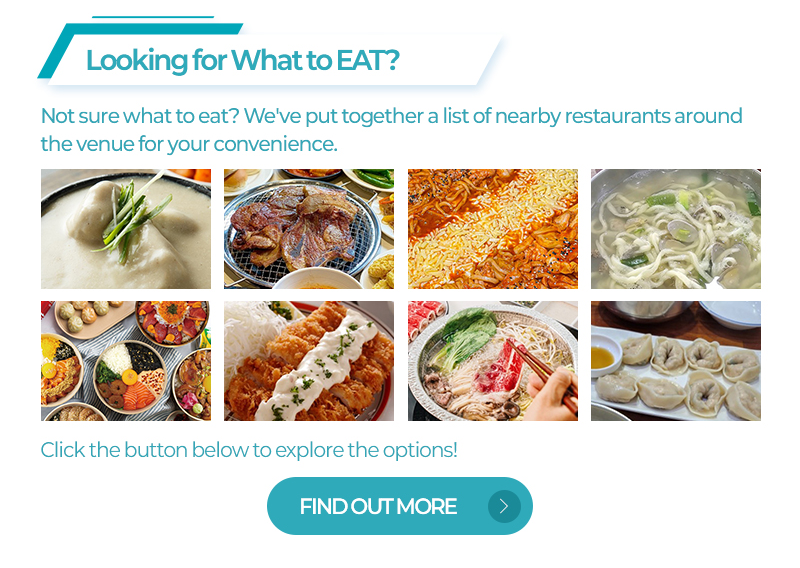 Looking for What to EAT?
Not sure what to eat? We've put together a list of nearby restaurants around
the venue for your convenience.
Click the button below to explore the options!
FIND OUT MORE